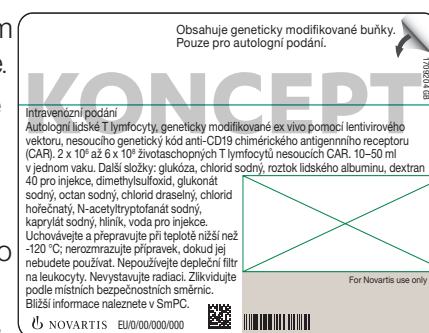 m
e.
e
o
Obsahuje geneticky modifikované buňky.
Pouze pro autologní podání.
1709204 GB
KONCEPT
Intravenózní podání
Autologní lidské T lymfocyty, geneticky modifikované ex vivo pomocí lentivirového
vektoru, nesoucího genetický kód anti-CD19 chimérického antigennního receptoru
(CAR). 2 x 10⁶ až 6 x 10⁸ životaschopných T lymfocytů nesoucích CAR. 10–50 ml
v jednom vaku. Další složky: glukóza, chlorid sodný, roztok lidského albuminu, dextran
40 pro injekce, dimethylsulfoxid, glukonát
sodný, octan sodný, chlorid draselný, chlorid
hořečnatý, N-acetyltryptofanát sodný,
kaprylát sodný, hliník, voda pro injekce.
Uchovávejte a přepravujte při teplotě nižší než
-120 °C; nerozmrazujte přípravek, dokud jej
nebudete používat. Nepoužívejte depleční filtr
na leukocyty. Nevystavujte radiaci. Zlikvidujte
podle místních bezpečnostních směrnic.
Bližší informace naleznete v SmPC.
For Novartis use only
NOVARTIS EU/0/00/000/000